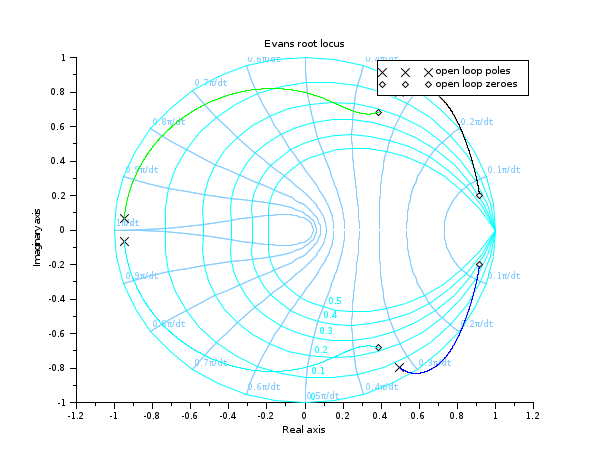 Evans root locus
1
0.6π/dt
0.4π/dt
open loop poles
open loop zeroes
0.7π/dt
0.8
0.8π/dt
0.2π/dt
0.6
0.4
0.9π/dt
0.1π/dt
0.2
Imaginary axis
0
1π/dt
-0.2
0.9π/dt
0.1π/dt
-0.4
0.5
0.4
0.3
-0.6
0.8π/dt
0.2π/dt
0.2
0.7π/dt
0.3π/dt
-0.8
0.1
0.6π/dt
0.4π/dt
0.5π/dt
0
-1
-1.2 -1 -0.8 -0.6 -0.4 -0.2 0 0.2 0.4 0.6 0.8 1 1.2
Real axis